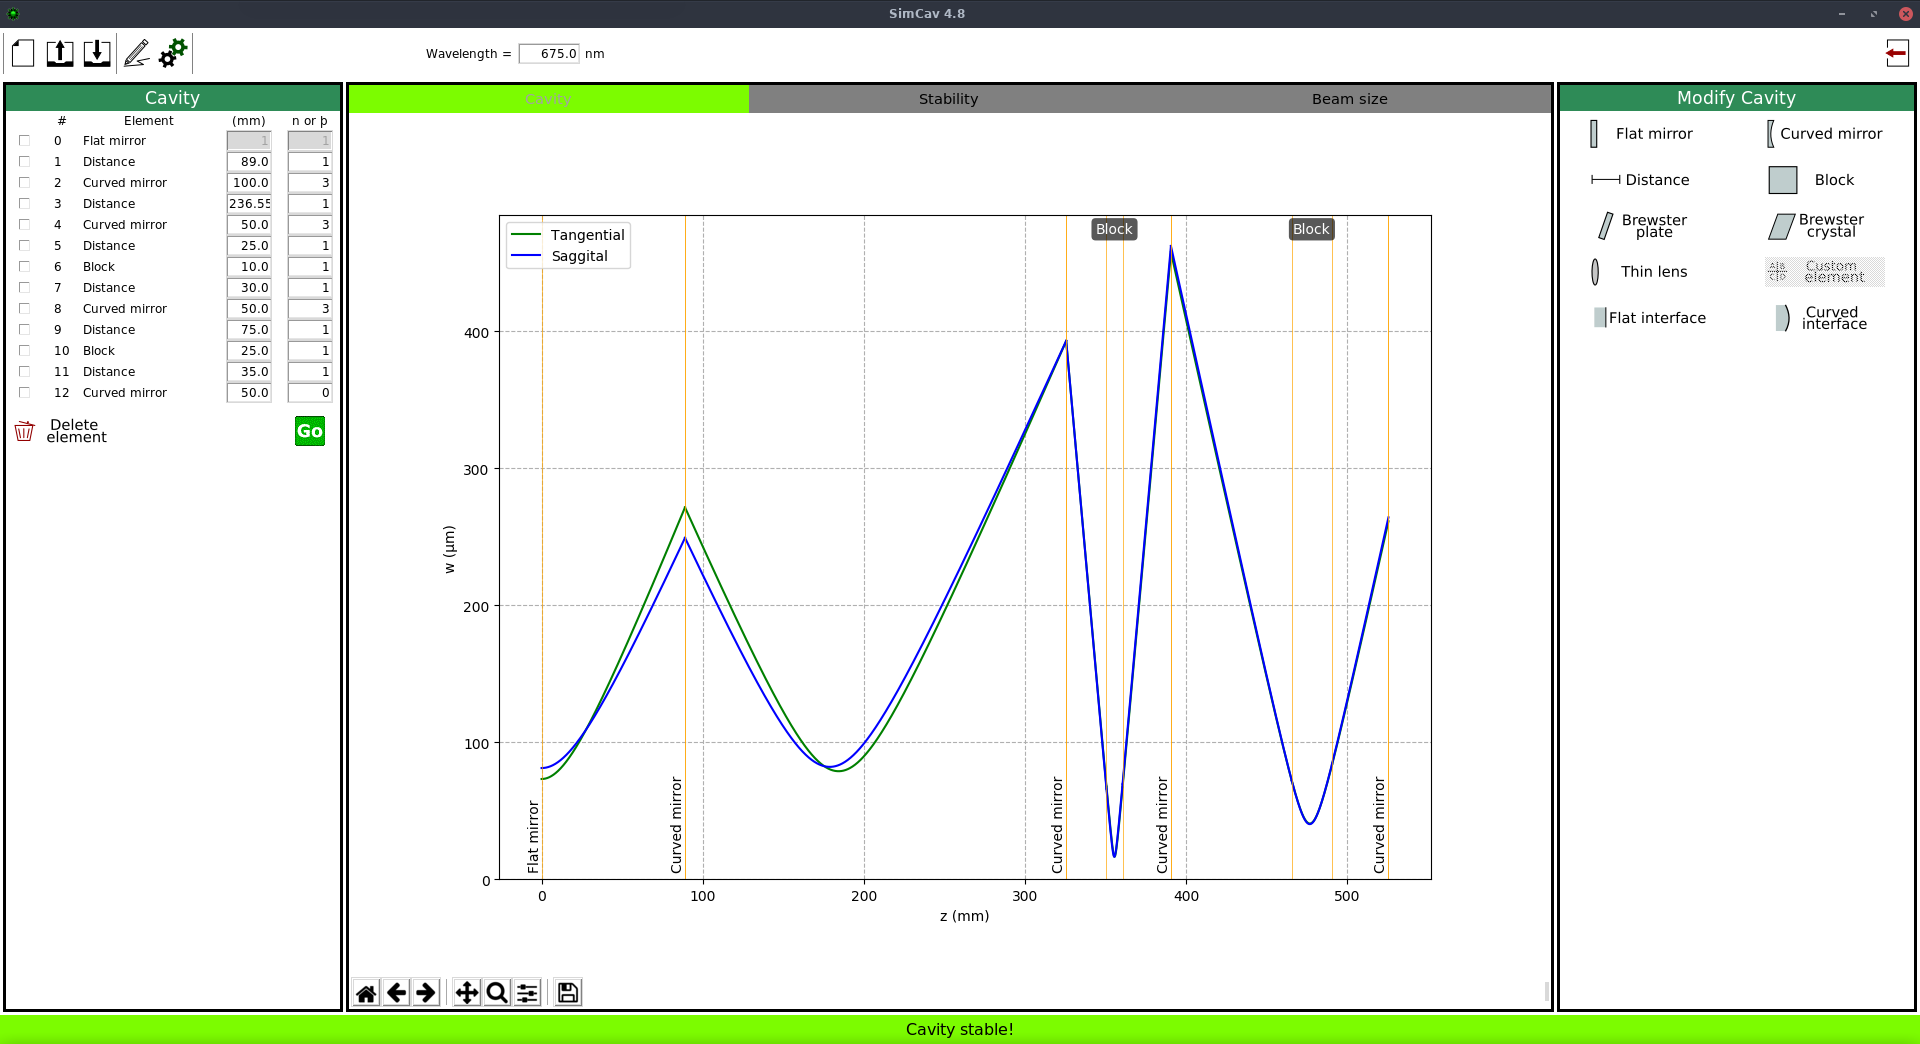 SimCav 4.8
Wavelength = 675.0 nm
Cavity
# Element (mm) n or þ
0 Flat mirror 1 1
1 Distance 89.0 1
2 Curved mirror 100.0 3
3 Distance 236.55 1
4 Curved mirror 50.0 3
5 Distance 25.0 1
6 Block 10.0 1
7 Distance 30.0 1
8 Curved mirror 50.0 3
9 Distance 75.0 1
10 Block 25.0 1
11 Distance 35.0 1
12 Curved mirror 50.0 0
Delete
element
Go
Cavity Stability Beam size
Tangential
Saggital
Block
Block
w (μm)
400
300
200
100
0
Flat mirror
Curved mirror
Curved mirror
Curved mirror
Curved mirror
0 100 200 300 400 500
z (mm)
Modify Cavity
Flat mirror
Curved mirror
Distance
Block
Brewster
plate
Brewster
crystal
Thin lens
A B
C D
Custom
element
Flat interface
Curved
interface
Cavity stable!